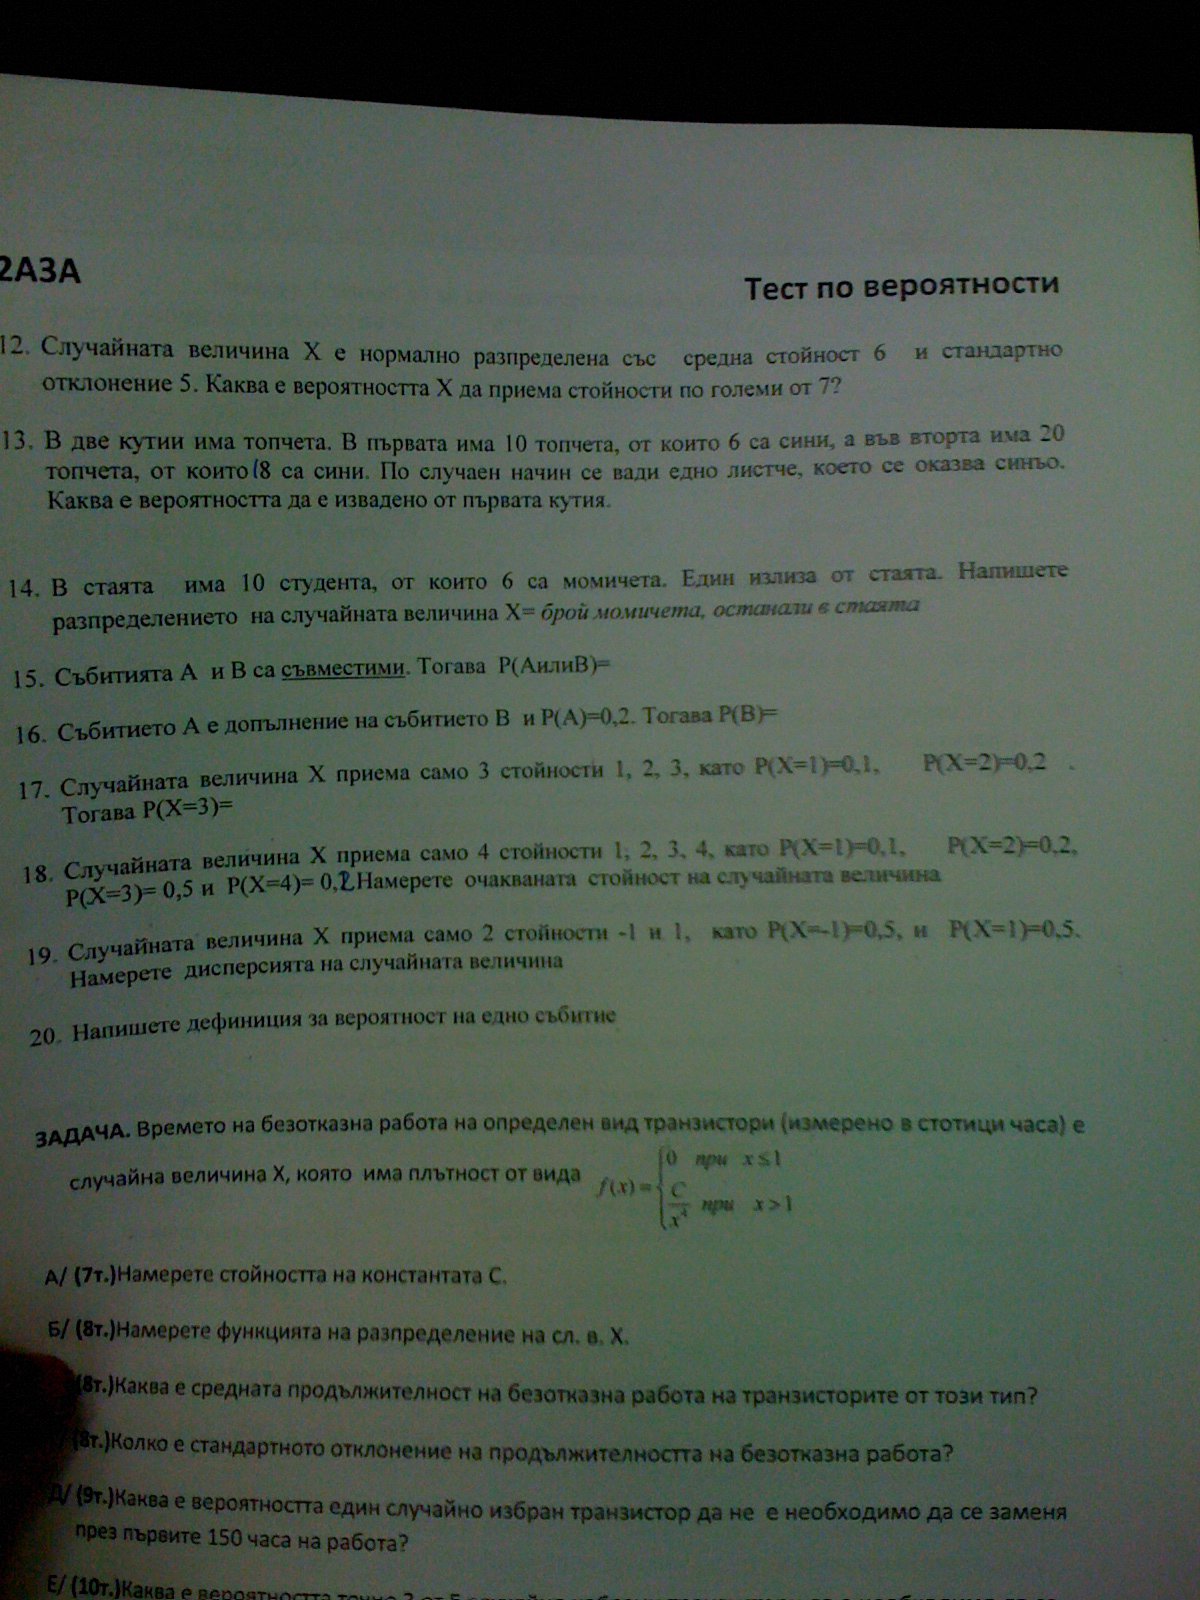 2АЗА
Тест по вероятности
12. Случайната величина X е нормално разпределена със средна стойност 6 и стандартно
отклонение 5. Каква е вероятността X да приема стойности по големи от 7?
13. В две кутии има топчета. В първата има 10 топчета, от които 6 са сини, а във вторта има 20
топчета, от които 18 са сини. По случаен начин се вади едно листче, което се оказва синьо.
Каква е вероятността да е извадено от първата кутия.
14. В стаята има 10 студента, от които 6 са момичета. Един излиза от стаята. Напишете
разпределението на случайната величина X= брой момичета, останали в стаята
15. Събитията А и В са съвместими. Тогава Р(АилиВ)=
16. Събитието А е допълнение на събитието В и Р(А)=0,2. Тогава Р(В)=
17. Случайната величина X приема само 3 стойности 1, 2, 3, като Р(X=1)=0,1, Р(X=2)=0,2 .
Тогава Р(X=3)=
18. Случайната величина X приема само 4 стойности 1, 2, 3, 4, като Р(X=1)=0,1, Р(X=2)=0,2,
Р(X=3)= 0,5 и Р(X=4)= 0,2 Намерете очакваната стойност на случайната величина
19. Случайната величина X приема само 2 стойности -1 и 1, като Р(X=-1)=0,5, и Р(X=1)=0,5.
Намерете дисперсията на случайната величина
20. Напишете дефиниция за вероятност на едно събитие
ЗАДАЧА. Времето на безотказна работа на определен вид транзистори (измерено в стотици часа) е
случайна величина X, която има плътност от вида f(x) = { 0 при x ≤ 1
C/x⁴ при x > 1
А/ (7т.)Намерете стойността на константата С.
Б/ (8т.)Намерете функцията на разпределение на сл. в. X.
(8т.)Каква е средната продължителност на безотказна работа на транзисторите от този тип?
(8т.)Колко е стандартното отклонение на продължителността на безотказна работа?
Д/ (9т.)Каква е вероятността един случайно избран транзистор да не е необходимо да се заменя
през първите 150 часа на работа?
Е/ (10т.)Каква е вероятността точно